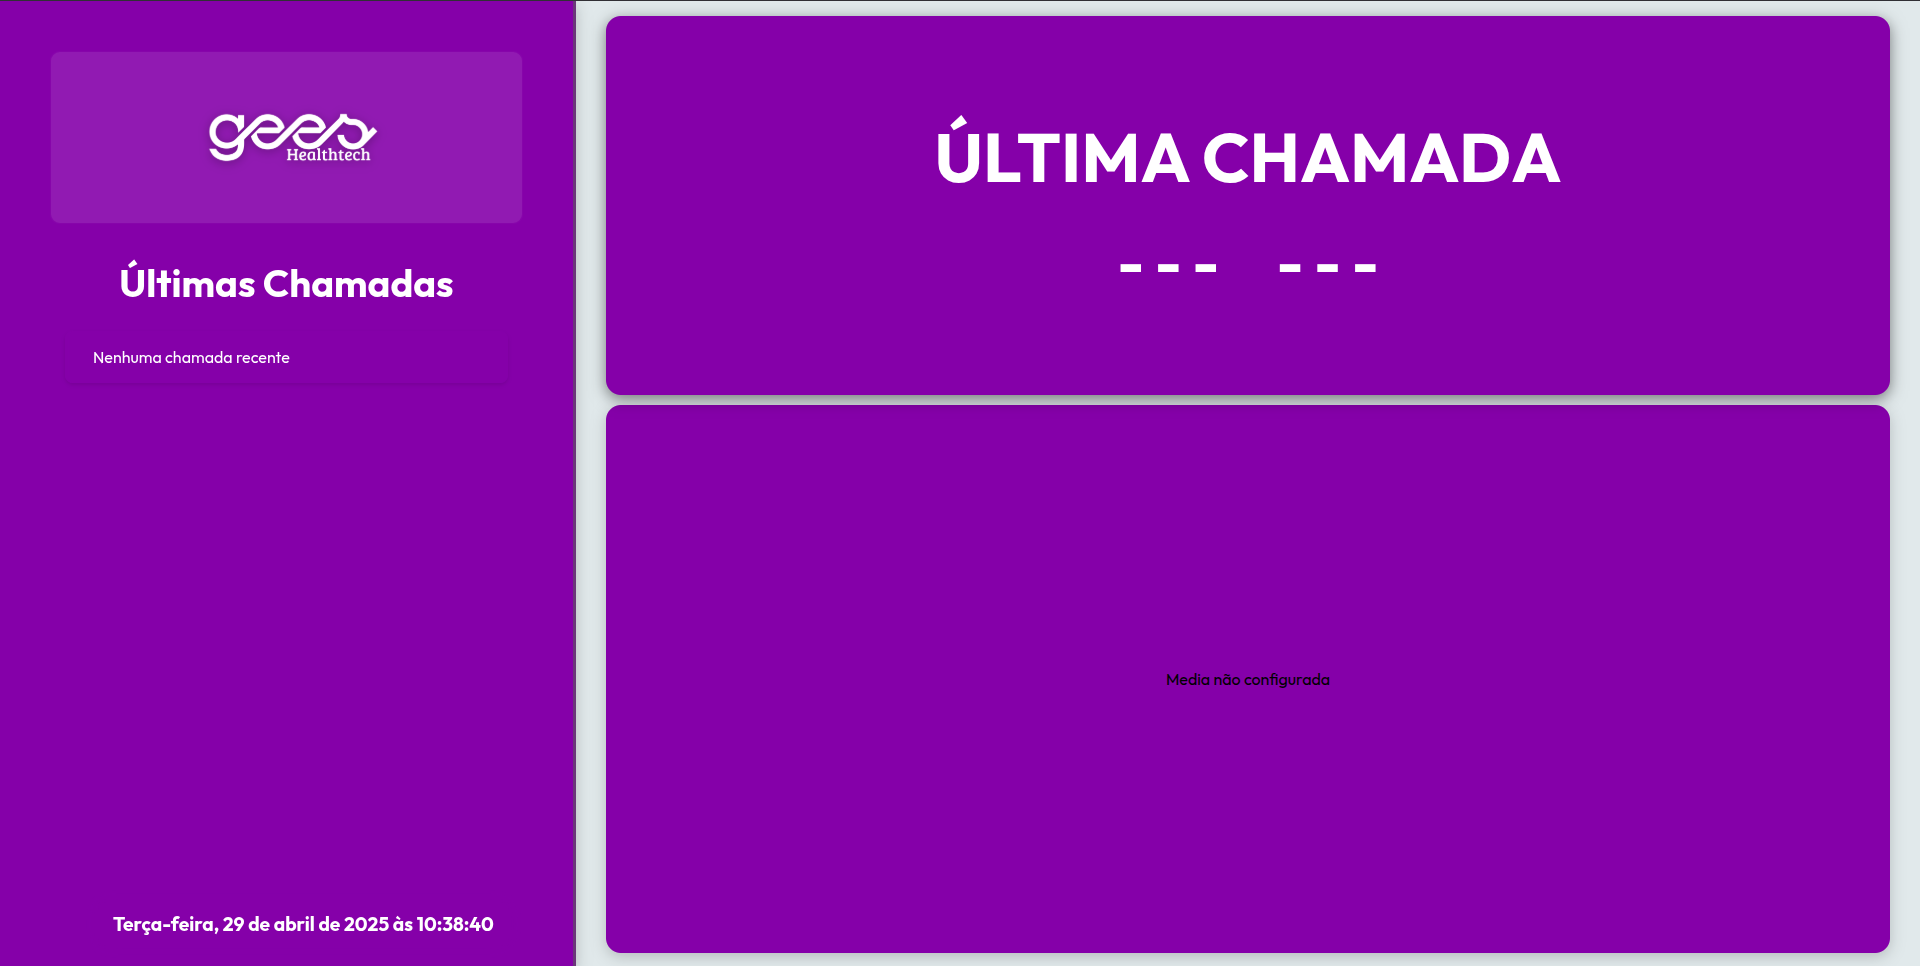 gees
Healthtech
Últimas Chamadas
Nenhuma chamada recente
Terça-feira, 29 de abril de 2025 às 10:38:40
ÚLTIMA CHAMADA
--- ---
Media não configurada